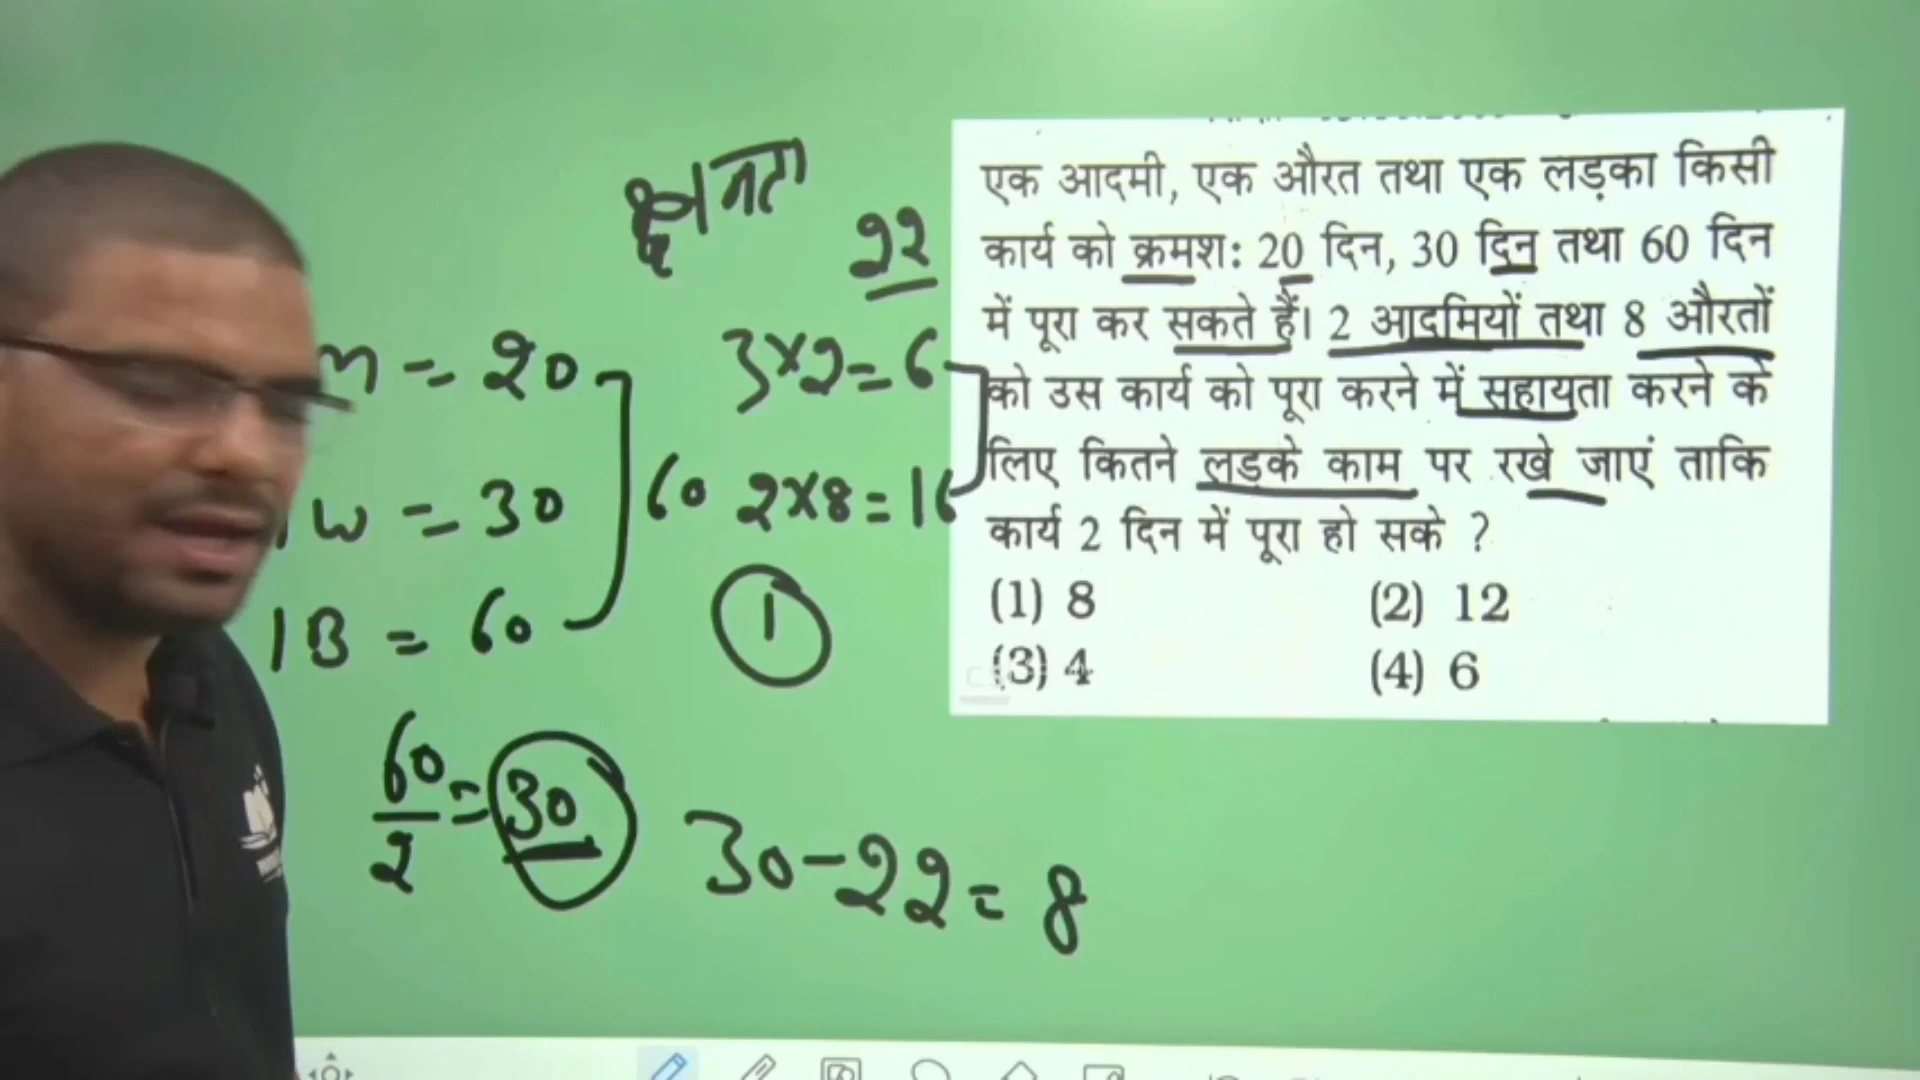 क्षमता
22
m = 20
3×2=6
1W = 30
60
2×8=16
1B = 60
1
60/2 = 30
30-22= 8
एक आदमी, एक औरत तथा एक लड़का किसी
कार्य को क्रमश: 20 दिन, 30 दिन तथा 60 दिन
में पूरा कर सकते हैं। 2 आदमियों तथा 8 औरतों
को उस कार्य को पूरा करने में सहायता करने के
लिए कितने लड़के काम पर रखे जाएं ताकि
कार्य 2 दिन में पूरा हो सके ?
(1) 8 (2) 12
(3) 4 (4) 6